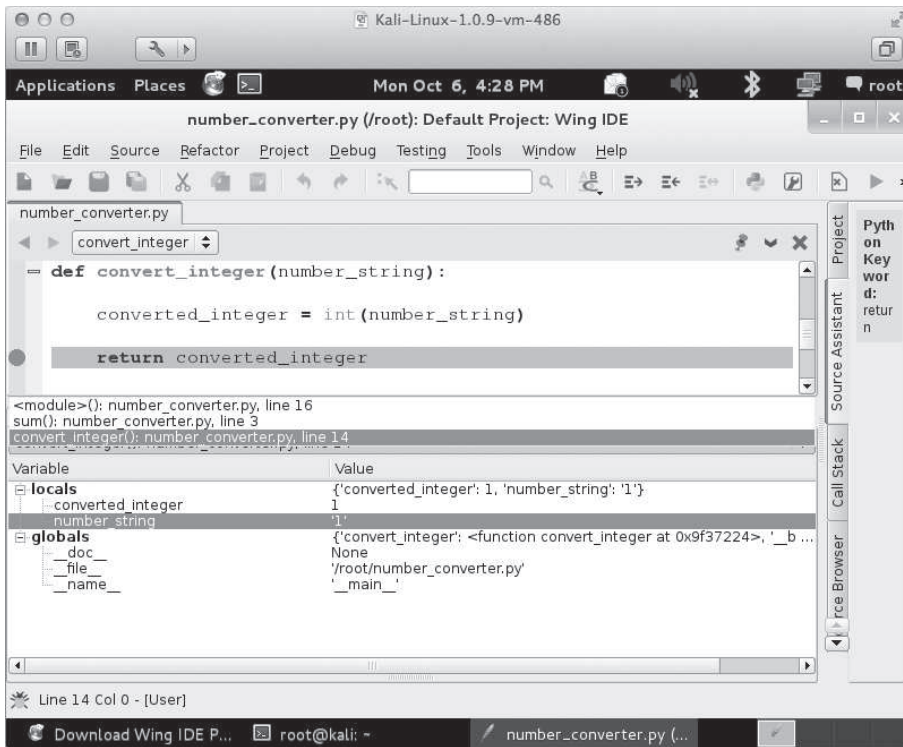 Kali-Linux-1.0.9-vm-486
Applications Places Mon Oct 6, 4:28 PM root
number_converter.py (/root): Default Project: Wing IDE
File Edit Source Refactor Project Debug Testing Tools Window Help
number_converter.py
convert_integer
def convert_integer(number_string):
converted_integer = int(number_string)
return converted_integer
Project
Source Assistant
Call Stack
rce Browser
Pyth
on
Key
wor
d:
retur
n
<module>(): number_converter.py, line 16
sum(): number_converter.py, line 3
convert_integer(): number_converter.py, line 14
Variable Value
locals {'converted_integer': 1, 'number_string': '1'}
converted_integer 1
number_string '1'
globals {'convert_integer': <function convert_integer at 0x9f37224>, '__b ...
__doc__ None
__file__ '/root/number_converter.py'
__name__ '__main__'
Line 14 Col 0 - [User]
Download Wing IDE P... root@kali: ~ number_converter.py (...